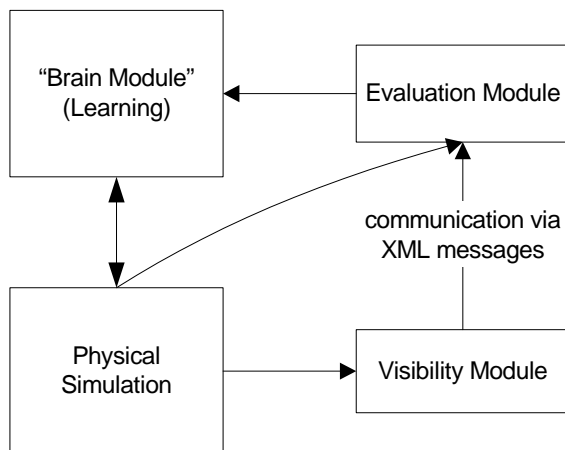 “Brain Module”
(Learning)
Evaluation Module
communication via
XML messages
Physical
Simulation
Visibility Module